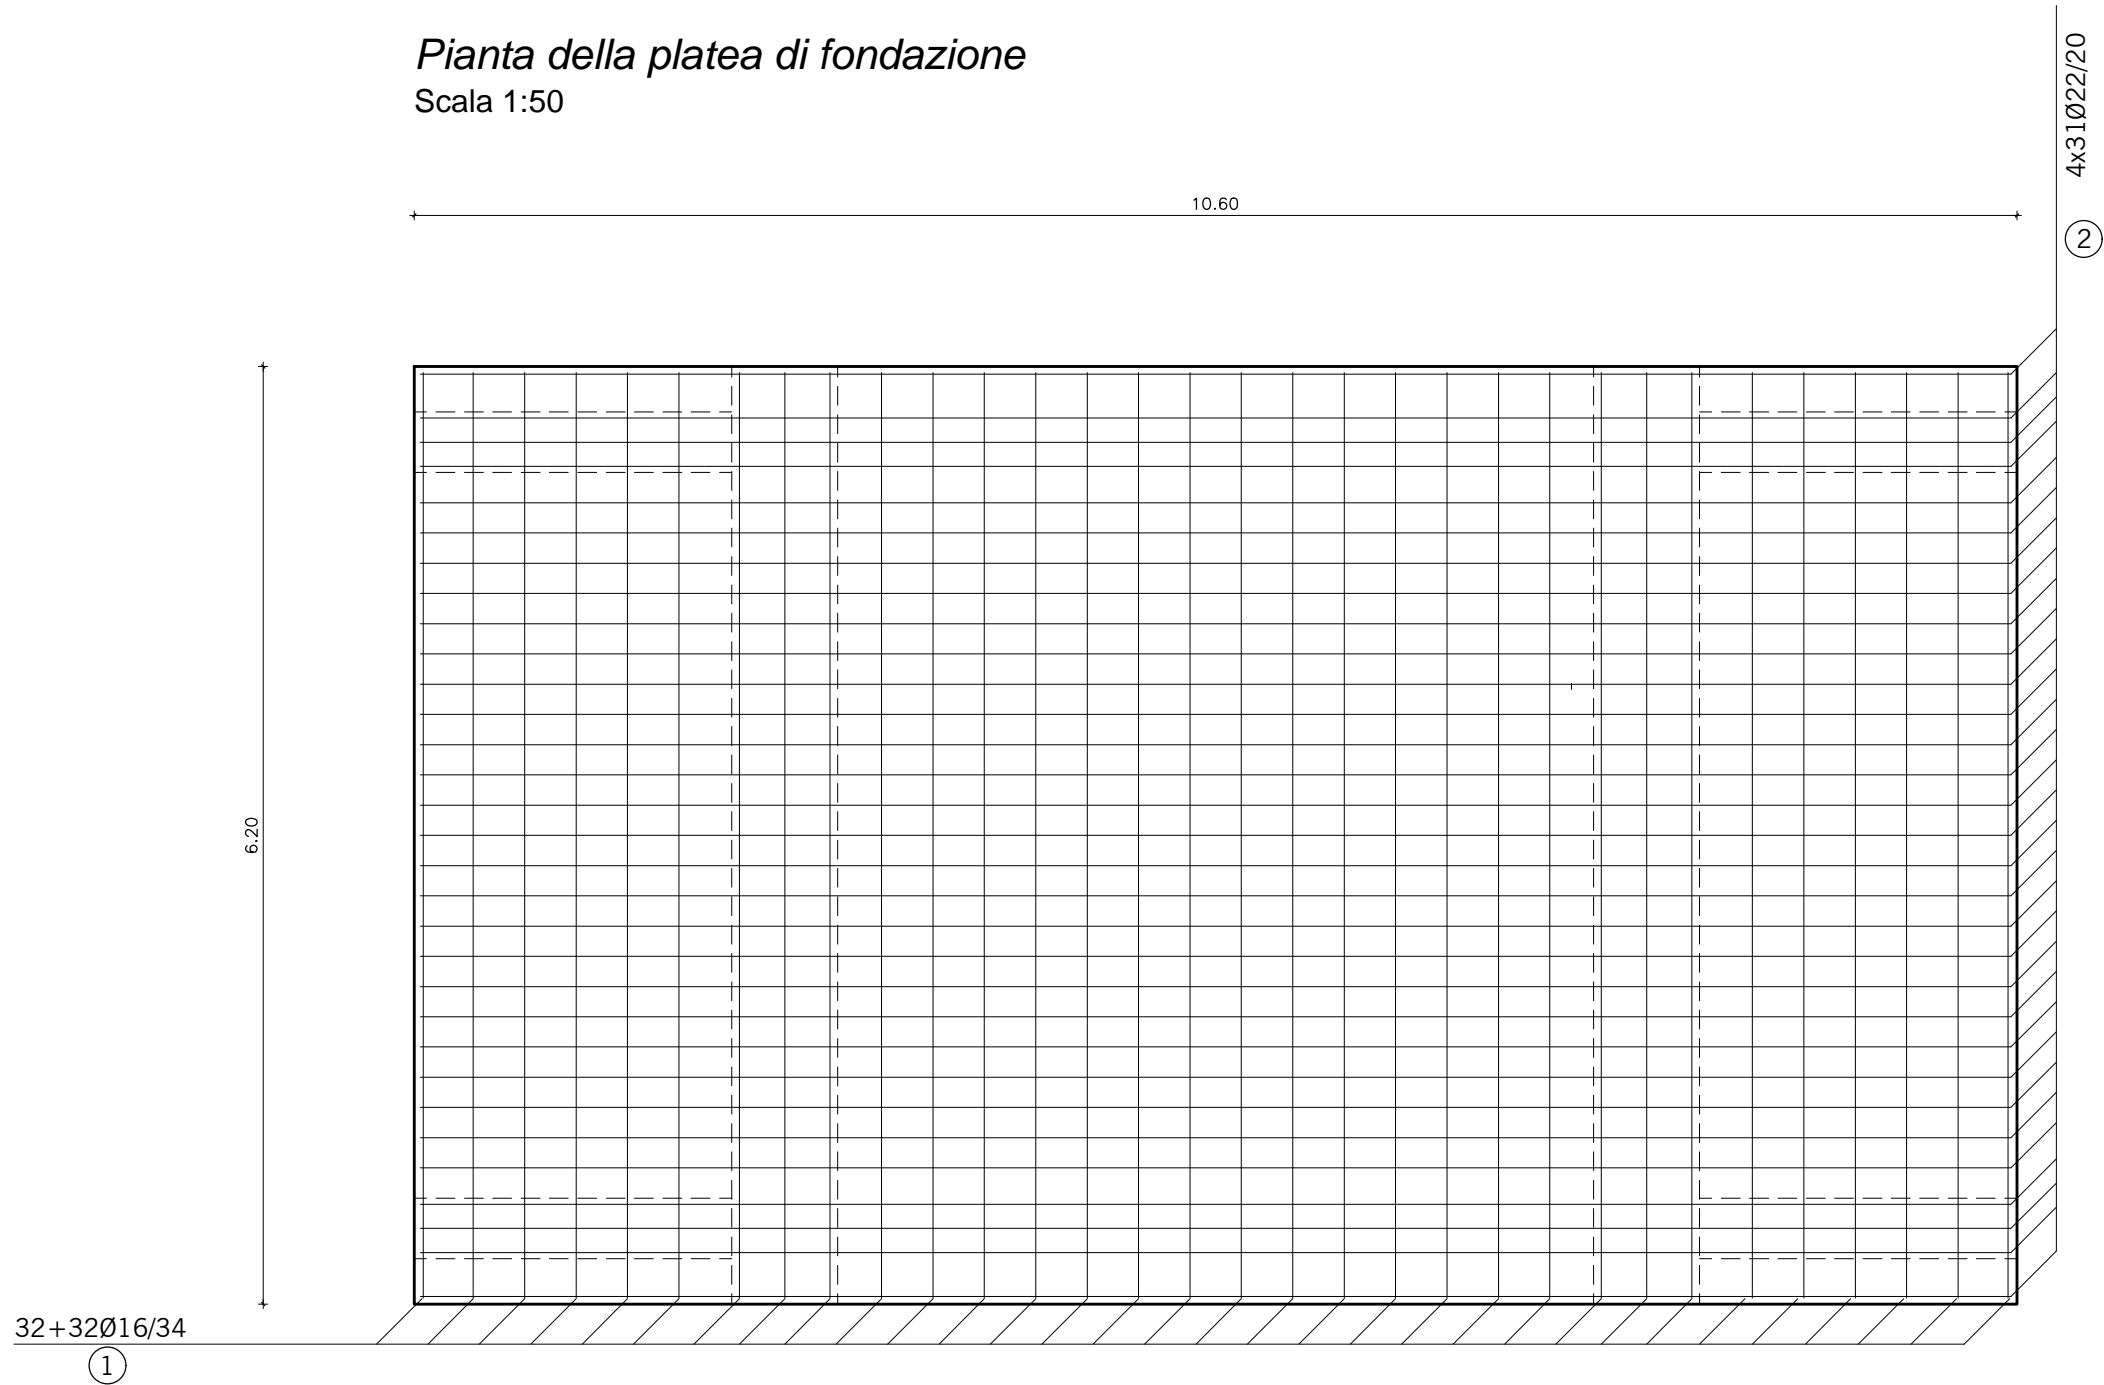 Pianta della platea di fondazione
Scala 1:50
4x31Ø22/20
2
10.60
6.20
32+32Ø16/34
1